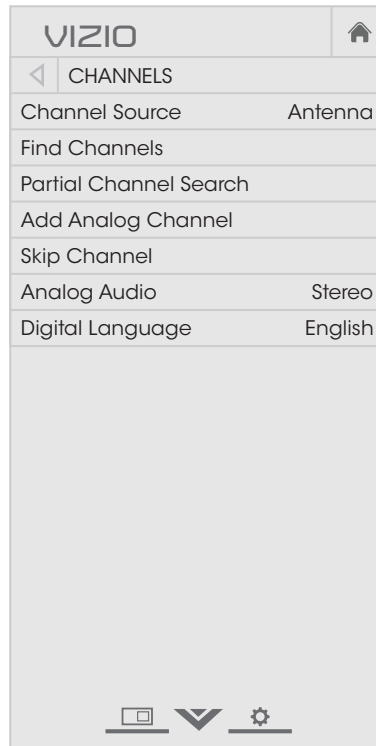 VIZIO
CHANNELS
Channel Source Antenna
Find Channels
Partial Channel Search
Add Analog Channel
Skip Channel
Analog Audio Stereo
Digital Language English